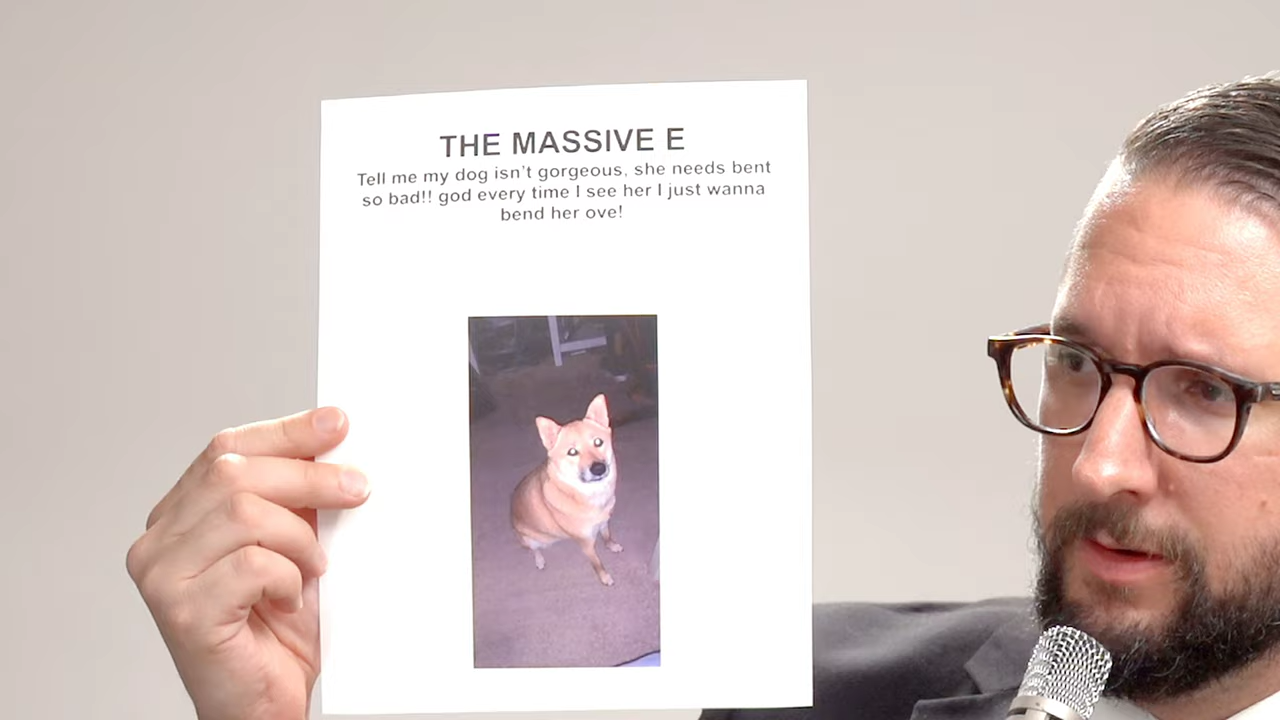 THE MASSIVE E
Tell me my dog isn't gorgeous, she needs bent
so bad!! god every time I see her I just wanna
bend her ove!